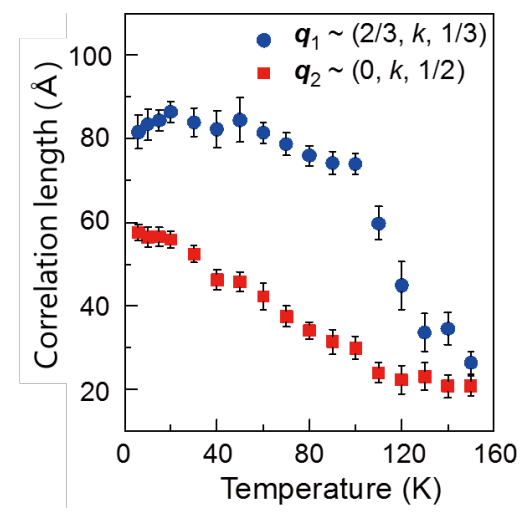 q1 ~ (2/3, k, 1/3)
q2 ~ (0, k, 1/2)
Correlation length (Å)
100
80
60
40
20
0 40 80 120 160
Temperature (K)